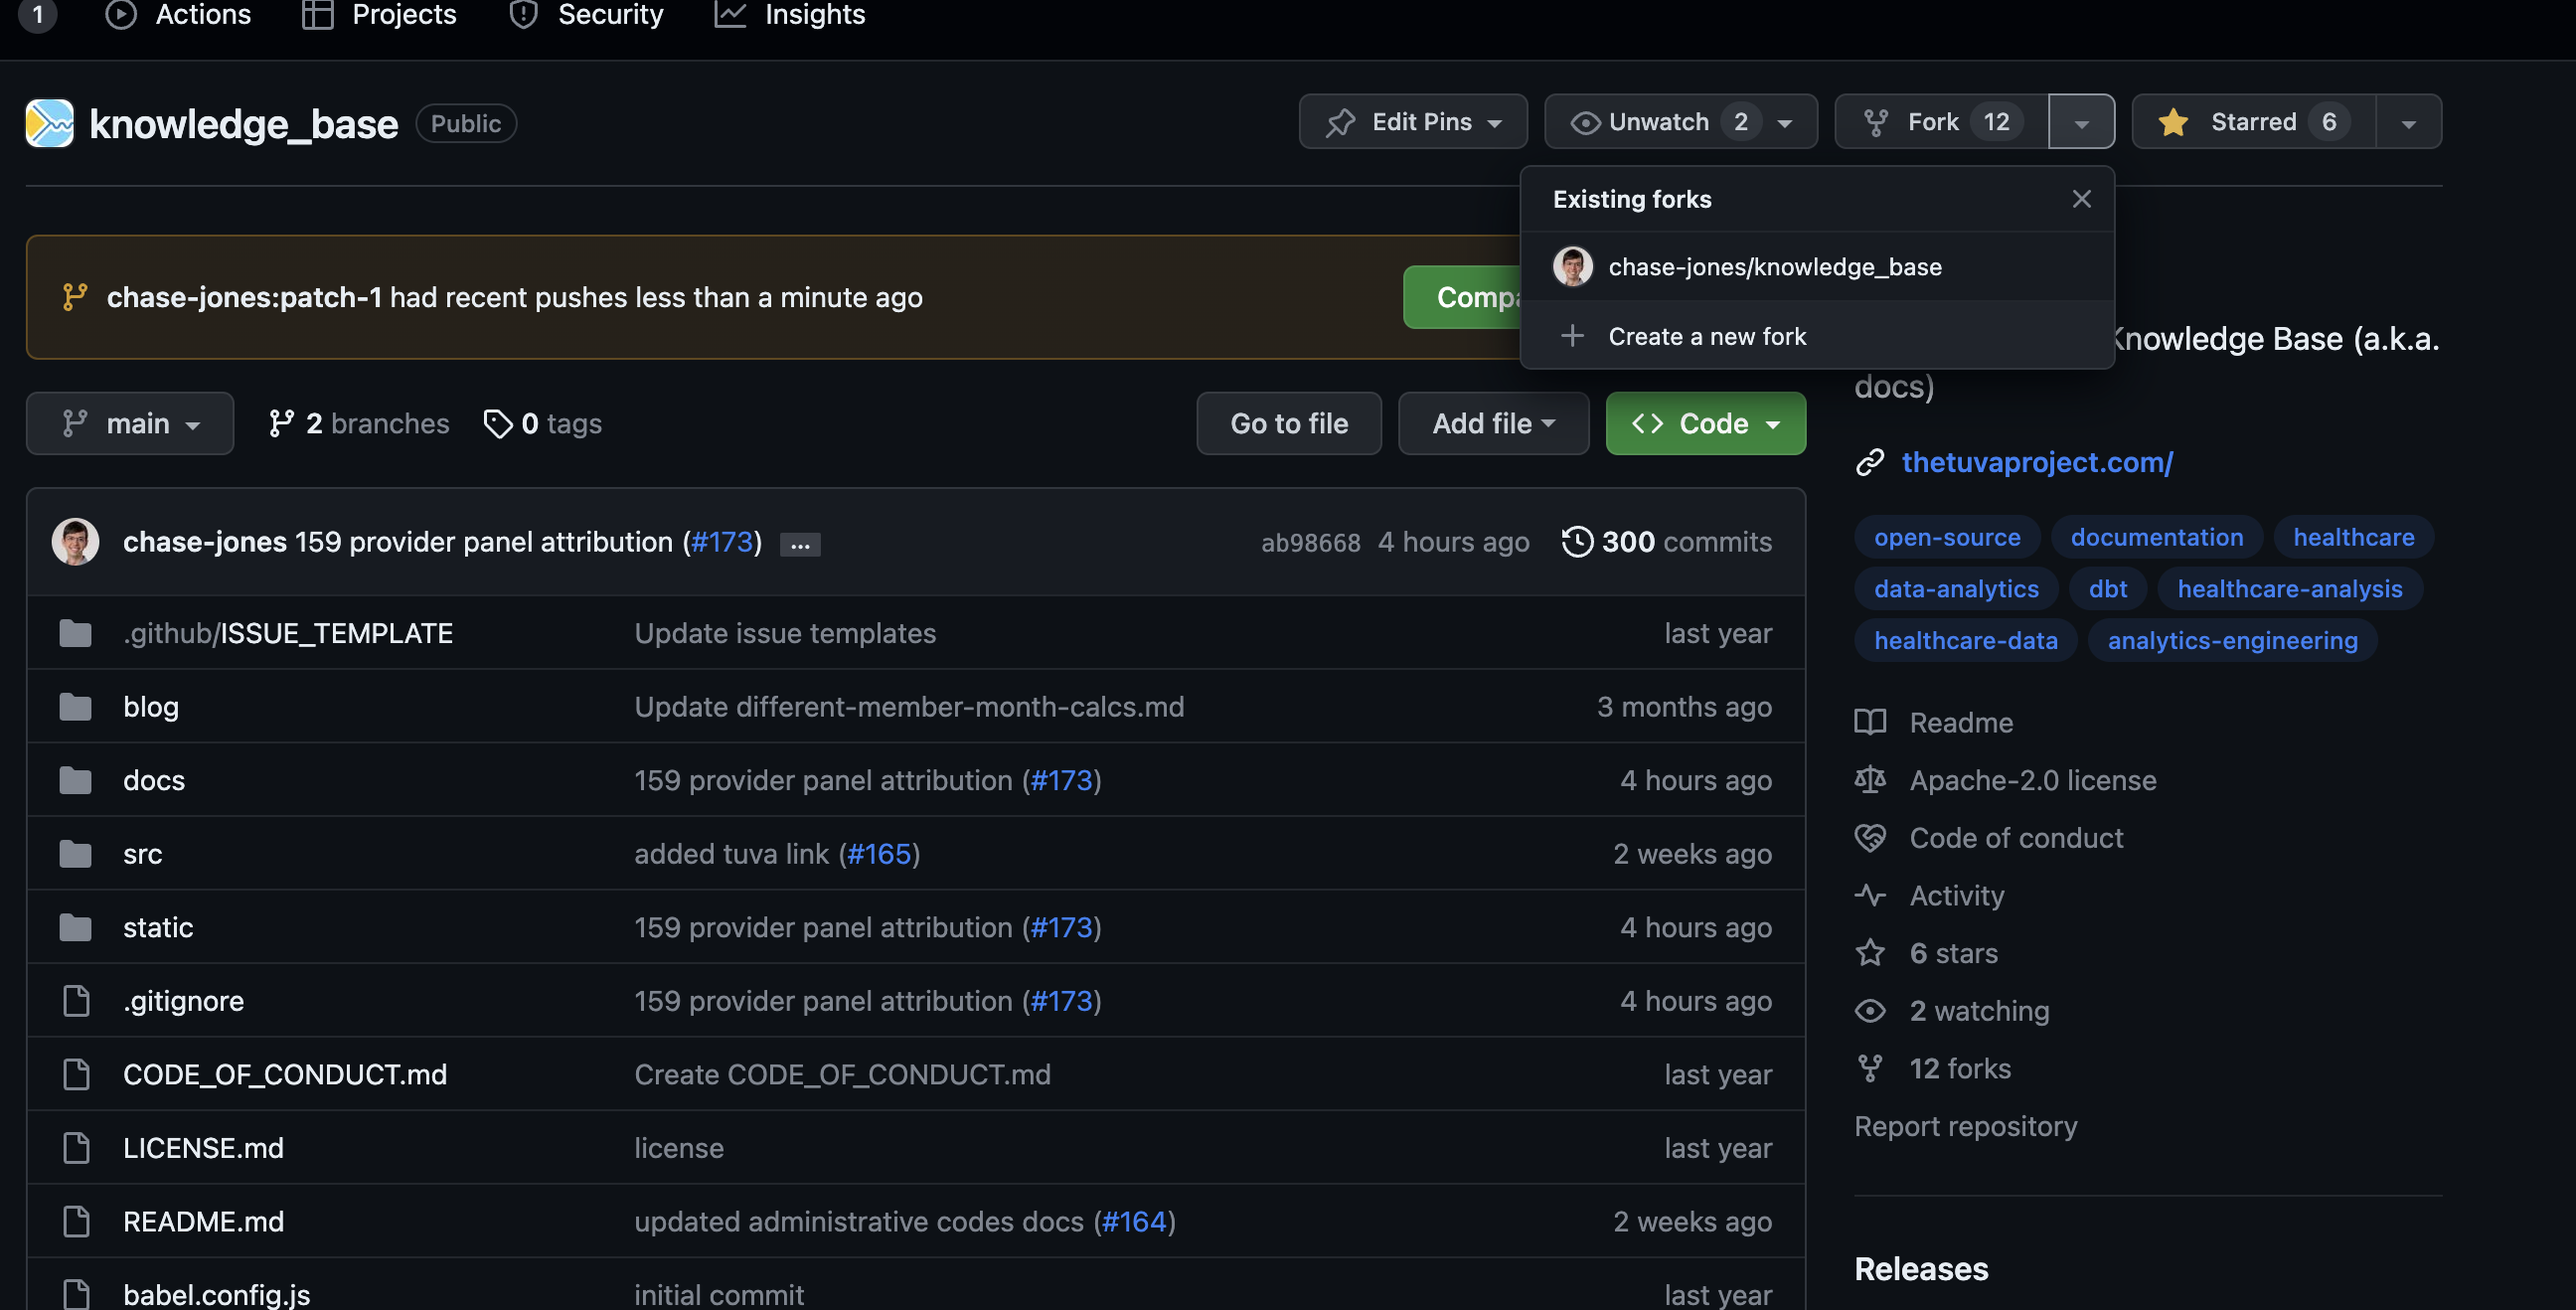 1 Actions Projects Security Insights
knowledge_base Public Edit Pins Unwatch 2 Fork 12 Starred 6
Existing forks
chase-jones/knowledge_base
Create a new fork
chase-jones:patch-1 had recent pushes less than a minute ago
Knowledge Base (a.k.a.
docs)
main 2 branches 0 tags Go to file Add file Code
thetuvaproject.com/
open-source documentation healthcare
data-analytics dbt healthcare-analysis
healthcare-data analytics-engineering
chase-jones 159 provider panel attribution (#173) ... ab98668 4 hours ago 300 commits
.github/ISSUE_TEMPLATE Update issue templates last year
blog Update different-member-month-calcs.md 3 months ago
docs 159 provider panel attribution (#173) 4 hours ago
src added tuva link (#165) 2 weeks ago
static 159 provider panel attribution (#173) 4 hours ago
.gitignore 159 provider panel attribution (#173) 4 hours ago
CODE_OF_CONDUCT.md Create CODE_OF_CONDUCT.md last year
LICENSE.md license last year
README.md updated administrative codes docs (#164) 2 weeks ago
babel.config.js initial commit last year
Readme
Apache-2.0 license
Code of conduct
Activity
6 stars
2 watching
12 forks
Report repository
Releases